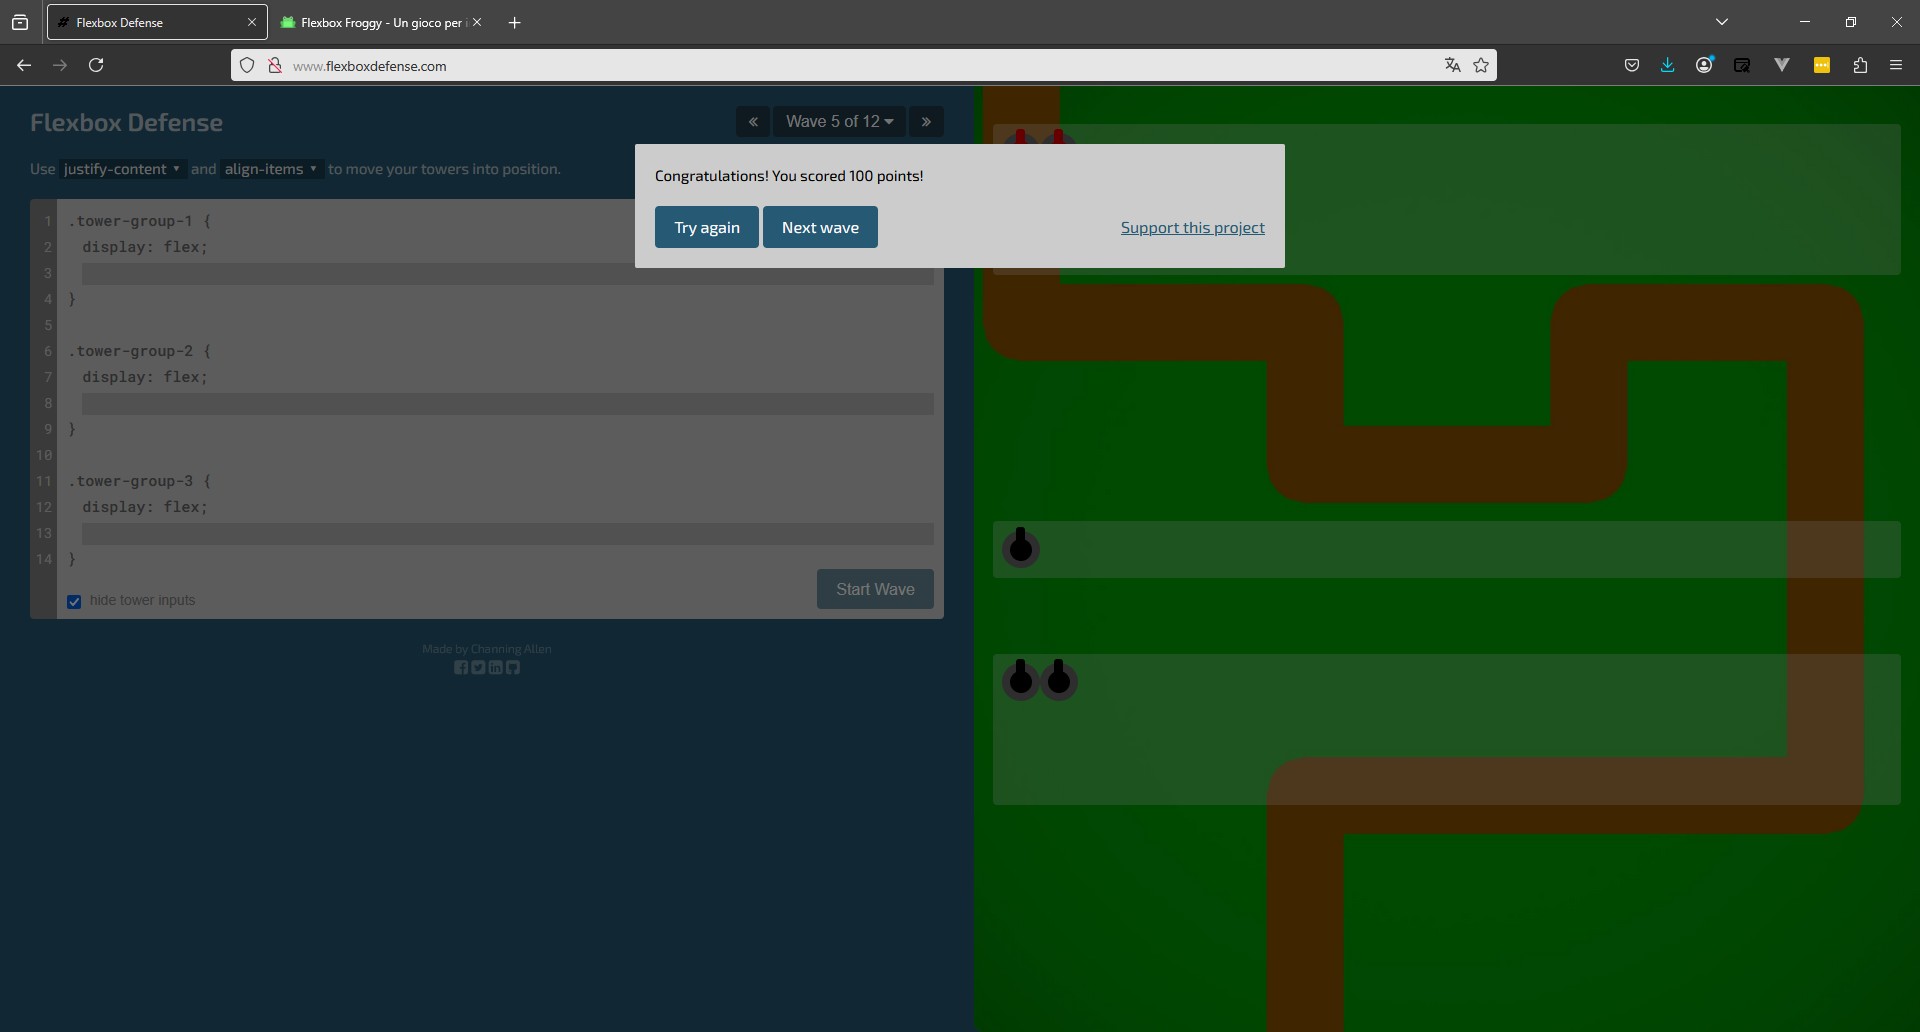 Flexbox Defense
Flexbox Froggy - Un gioco per i
www.flexboxdefense.com
Flexbox Defense
« Wave 5 of 12 »
Use justify-content and align-items to move your towers into position.
Congratulations! You scored 100 points!
Try again Next wave Support this project
1 .tower-group-1 {
2 display: flex;
3
4 }
5
6 .tower-group-2 {
7 display: flex;
8
9 }
10
11 .tower-group-3 {
12 display: flex;
13
14 }
hide tower inputs
Start Wave
Made by Channing Allen